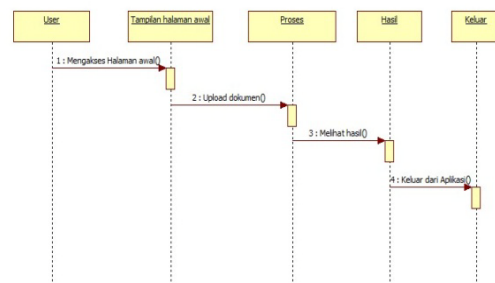 User
Tampilan halaman awal
Proses
Hasil
Keluar
1 : Mengakses Halaman awal()
2 : Upload dokumen()
3 : Melihat hasil()
4 : Keluar dari Aplikasi()